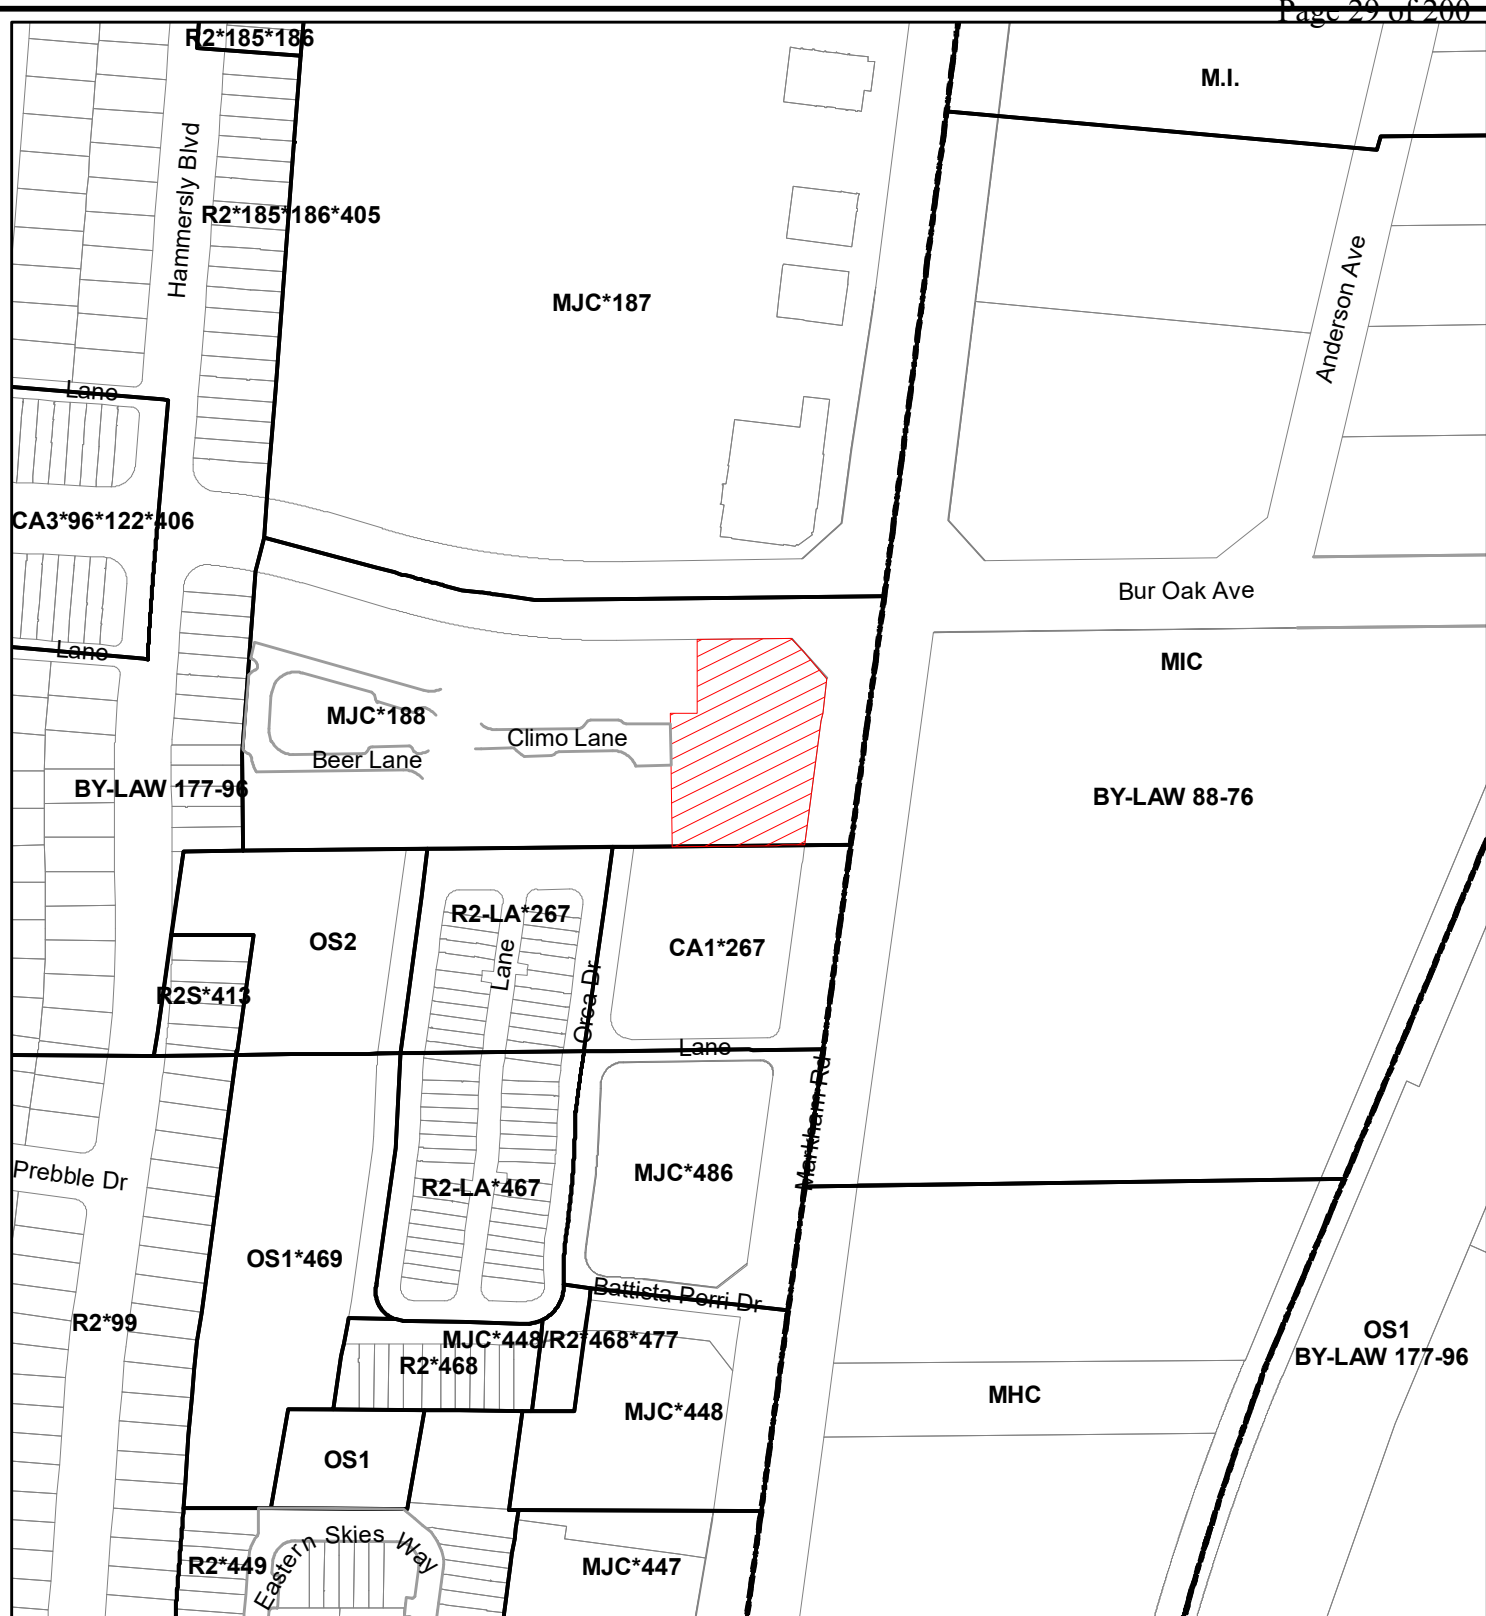 Page 29 of 200
R2*185*186
M.I.
Hammersly Blvd
R2*185*186*405
MJC*187
Anderson Ave
Lane
CA3*96*122*406
Bur Oak Ave
Lane
MIC
MJC*188
Climo Lane
Beer Lane
BY-LAW 177-96
BY-LAW 88-76
R2-LA*267
OS2
Lane
CA1*267
R2S*413
Orca Dr
Lane
Markham Rd
Prebble Dr
MJC*486
R2-LA*467
OS1*469
Battista Perri Dr
R2*99
MJC*448/R2*468*477
OS1
BY-LAW 177-96
R2*468
MHC
MJC*448
OS1
Eastern Skies Way
R2*449
MJC*447